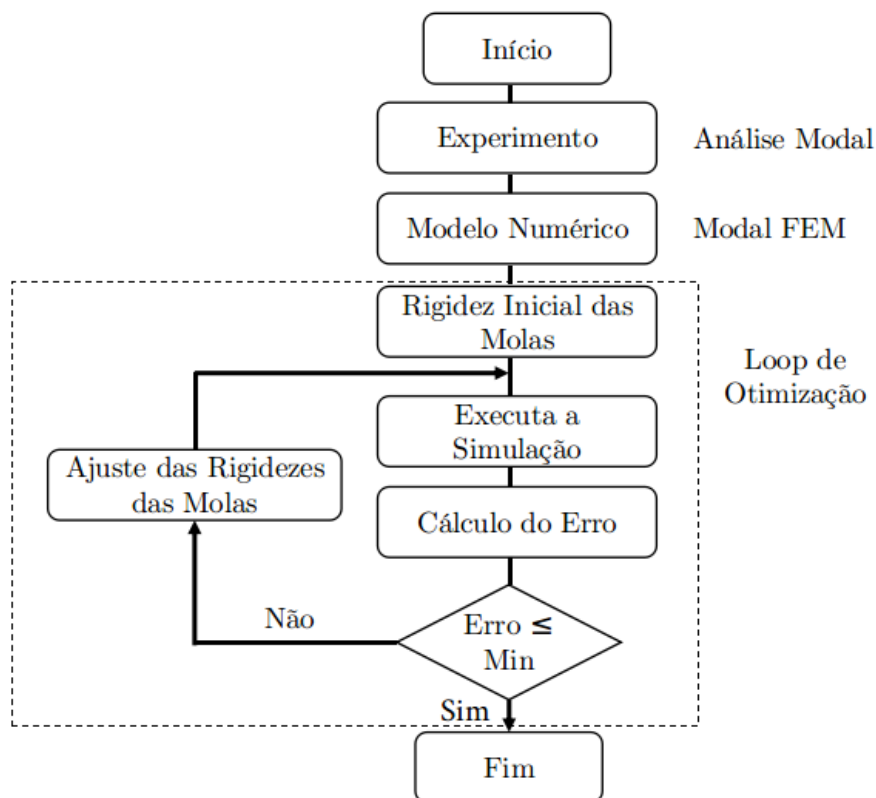 Início
Experimento
Análise Modal
Modelo Numérico
Modal FEM
Rigidez Inicial das
Molas
Loop de
Otimização
Executa a
Simulação
Ajuste das Rigidezes
das Molas
Cálculo do Erro
Não
Erro ≤
Min
Sim
Fim